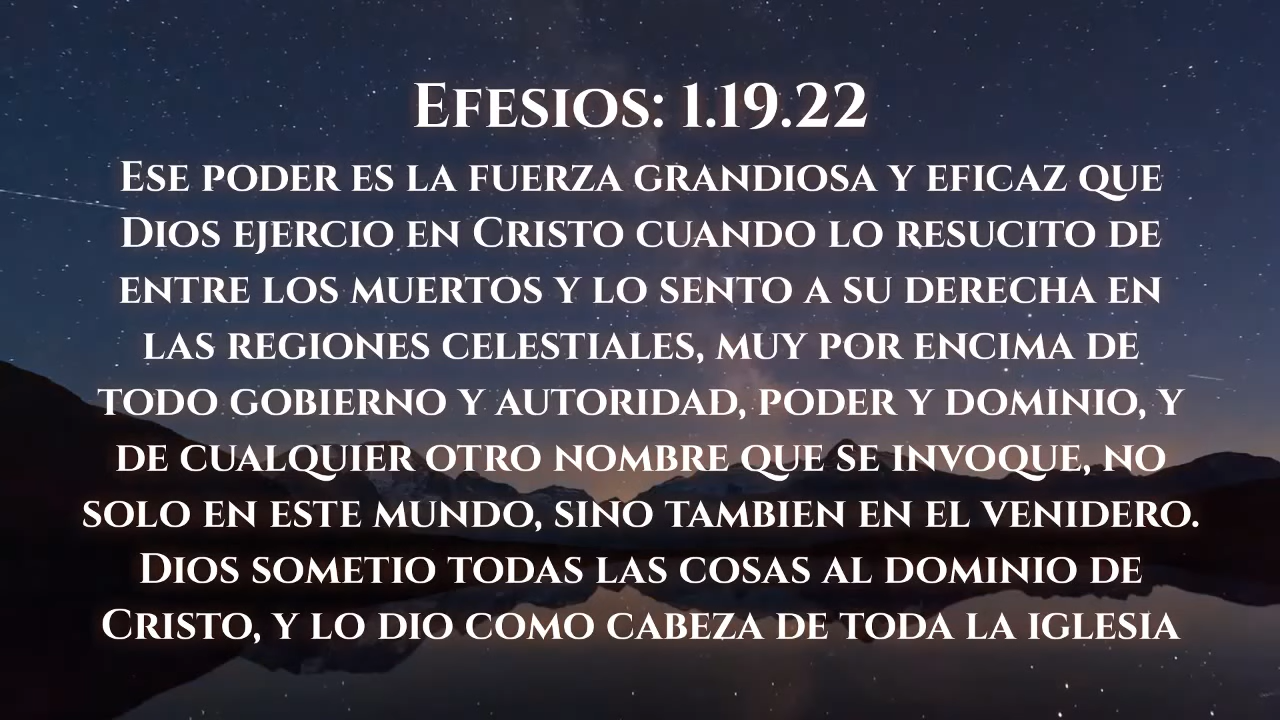 Efesios: 1.19.22
Ese poder es la fuerza grandiosa y eficaz que
Dios ejercio en Cristo cuando lo resucito de
entre los muertos y lo sento a su derecha en
las regiones celestiales, muy por encima de
todo gobierno y autoridad, poder y dominio, y
de cualquier otro nombre que se invoque, no
solo en este mundo, sino tambien en el venidero.
Dios sometio todas las cosas al dominio de
Cristo, y lo dio como cabeza de toda la iglesia